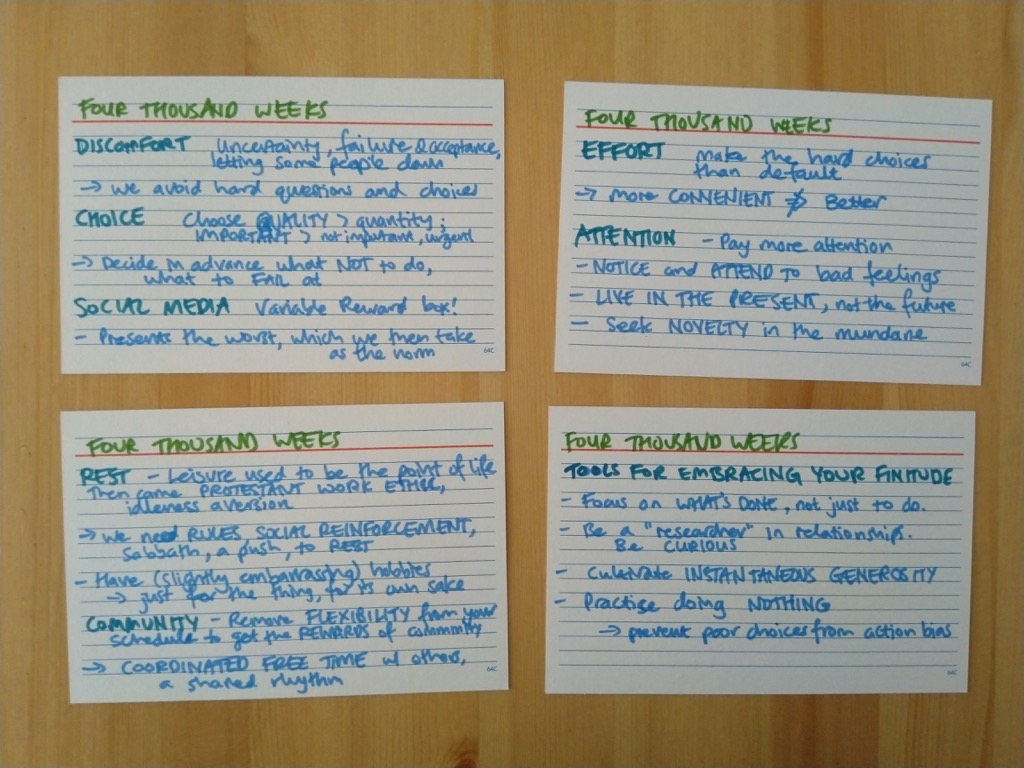 FOUR THOUSAND WEEKS
DISCOMFORT Uncertainty, failure & acceptance,
letting some people down
→ we avoid hard questions and choices
CHOICE Choose QUALITY > quantity;
IMPORTANT > not important, urgent
→ Decide in advance what NOT to do,
what to FAIL at
SOCIAL MEDIA Variable Reward box!
- Presents the worst, which we then take
as the norm
64C
FOUR THOUSAND WEEKS
EFFORT make the hard choices
than default
→ more CONVENIENT ≠> Better
ATTENTION - Pay more attention
- NOTICE and ATTEND TO bad feelings
- LIVE IN THE PRESENT, not the future
- Seek NOVELTY in the mundane
64C
FOUR THOUSAND WEEKS
REST - Leisure used to be the point of life
Then came PROTESTANT WORK ETHIC,
idleness aversion
→ we need RULES, SOCIAL REINFORCEMENT,
Sabbath, a push, to REST
- Have (slightly embarrassing) hobbies
→ just for the thing, for its own sake
COMMUNITY - Remove FLEXIBILITY from your
schedule to get the REWARDS of community
→ COORDINATED FREE TIME w/ others,
a shared rhythm
64C
FOUR THOUSAND WEEKS
TOOLS FOR EMBRACING YOUR FINITUDE
- Focus on WHAT'S DONE, not just to do.
- Be a "researcher" in relationships.
BE CURIOUS
- Cultivate INSTANTANEOUS GENEROSITY
- Practise doing NOTHING
→ prevent poor choices from action bias
64C